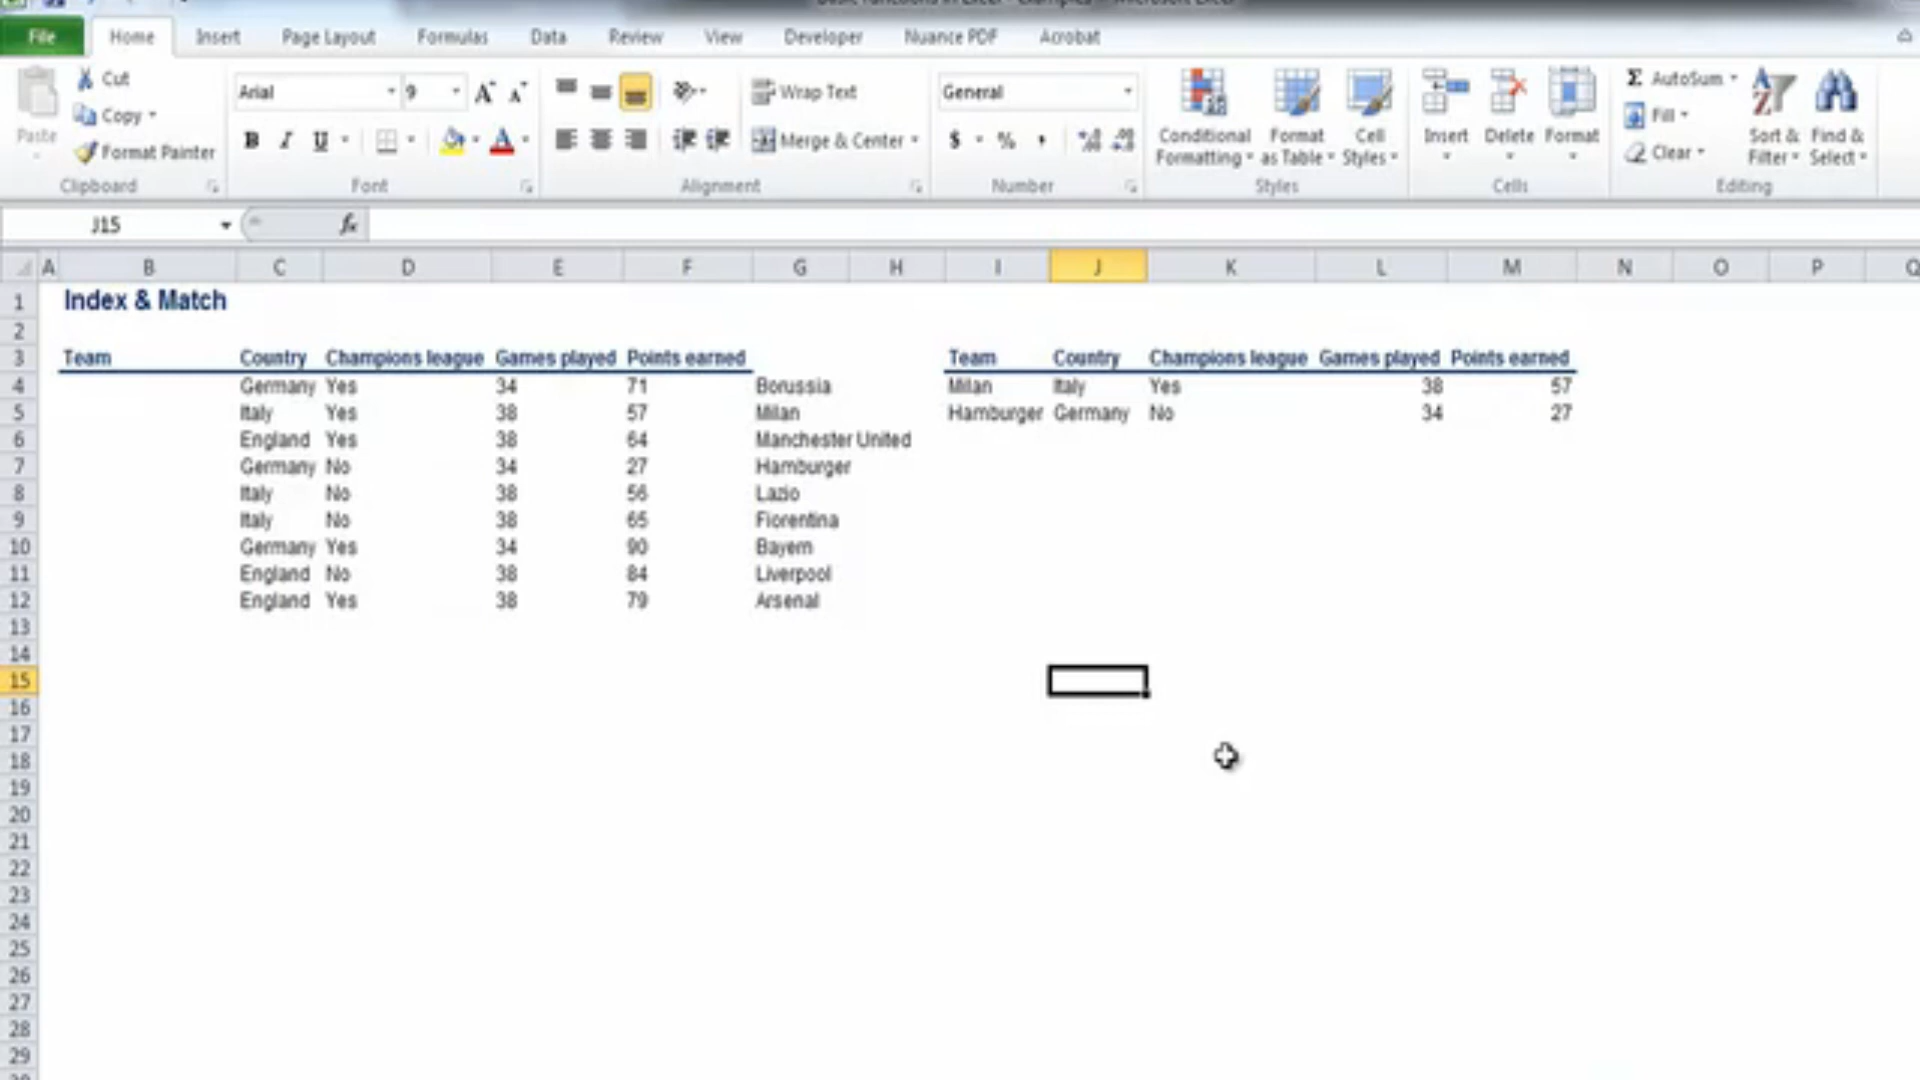 File Home Insert Page Layout Formulas Data Review View Developer Nuance PDF Acrobat
Paste
Cut
Copy
Format Painter
Clipboard
Arial 9
B I U
Font
Wrap Text
Merge & Center
Alignment
General
$ % ,
Number
Conditional Formatting
Format as Table
Cell Styles
Styles
Insert Delete Format
Cells
Σ AutoSum
Fill
Clear
Sort & Filter
Find & Select
Editing
J15 fx
A B C D E F G H I J K L M N O P Q
1 Index & Match
2
3 Team Country Champions league Games played Points earned Team Country Champions league Games played Points earned
4 Germany Yes 34 71 Borussia Milan Italy Yes 38 57
5 Italy Yes 38 57 Milan Hamburger Germany No 34 27
6 England Yes 38 64 Manchester United
7 Germany No 34 27 Hamburger
8 Italy No 38 56 Lazio
9 Italy No 38 65 Fiorentina
10 Germany Yes 34 90 Bayern
11 England No 38 84 Liverpool
12 England Yes 38 79 Arsenal
13
14
15
16
17
18
19
20
21
22
23
24
25
26
27
28
29